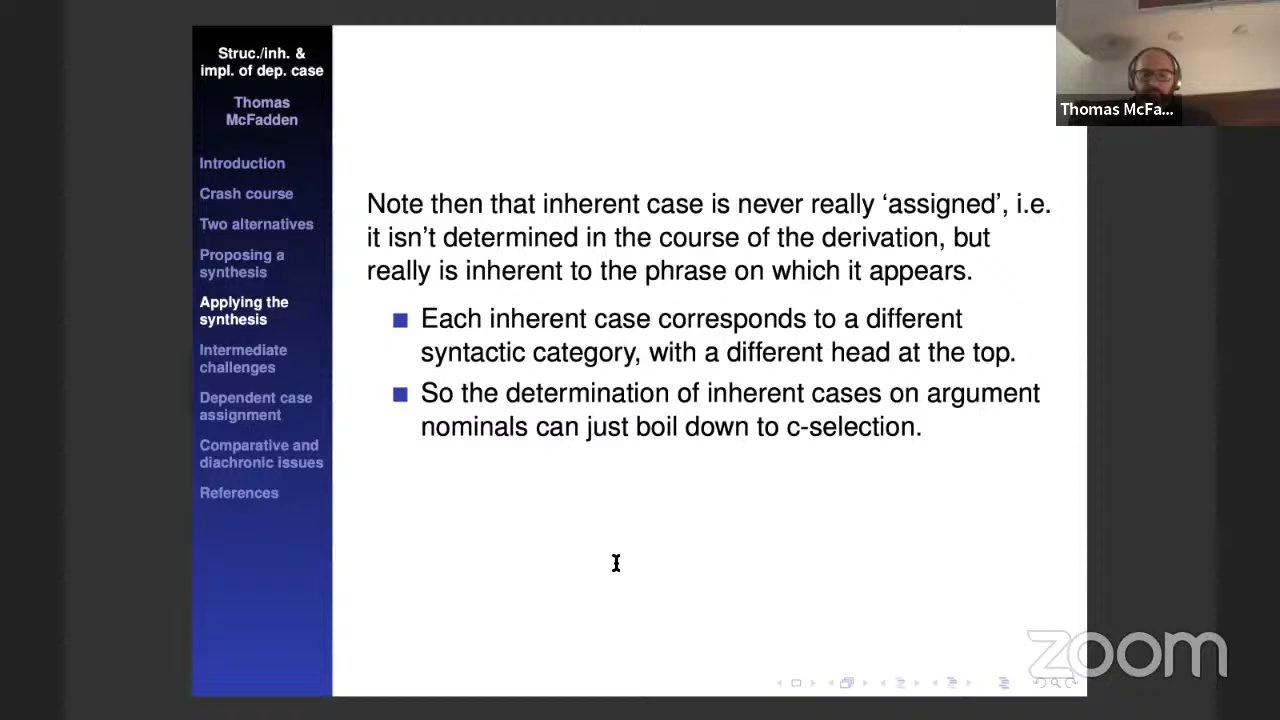 Struc./inh. &
impl. of dep. case
Thomas
McFadden
Introduction
Crash course
Two alternatives
Proposing a
synthesis
Applying the
synthesis
Intermediate
challenges
Dependent case
assignment
Comparative and
diachronic issues
References
Note then that inherent case is never really ‘assigned’, i.e.
it isn’t determined in the course of the derivation, but
really is inherent to the phrase on which it appears.
Each inherent case corresponds to a different
syntactic category, with a different head at the top.
So the determination of inherent cases on argument
nominals can just boil down to c-selection.
Thomas McFa...
zoom